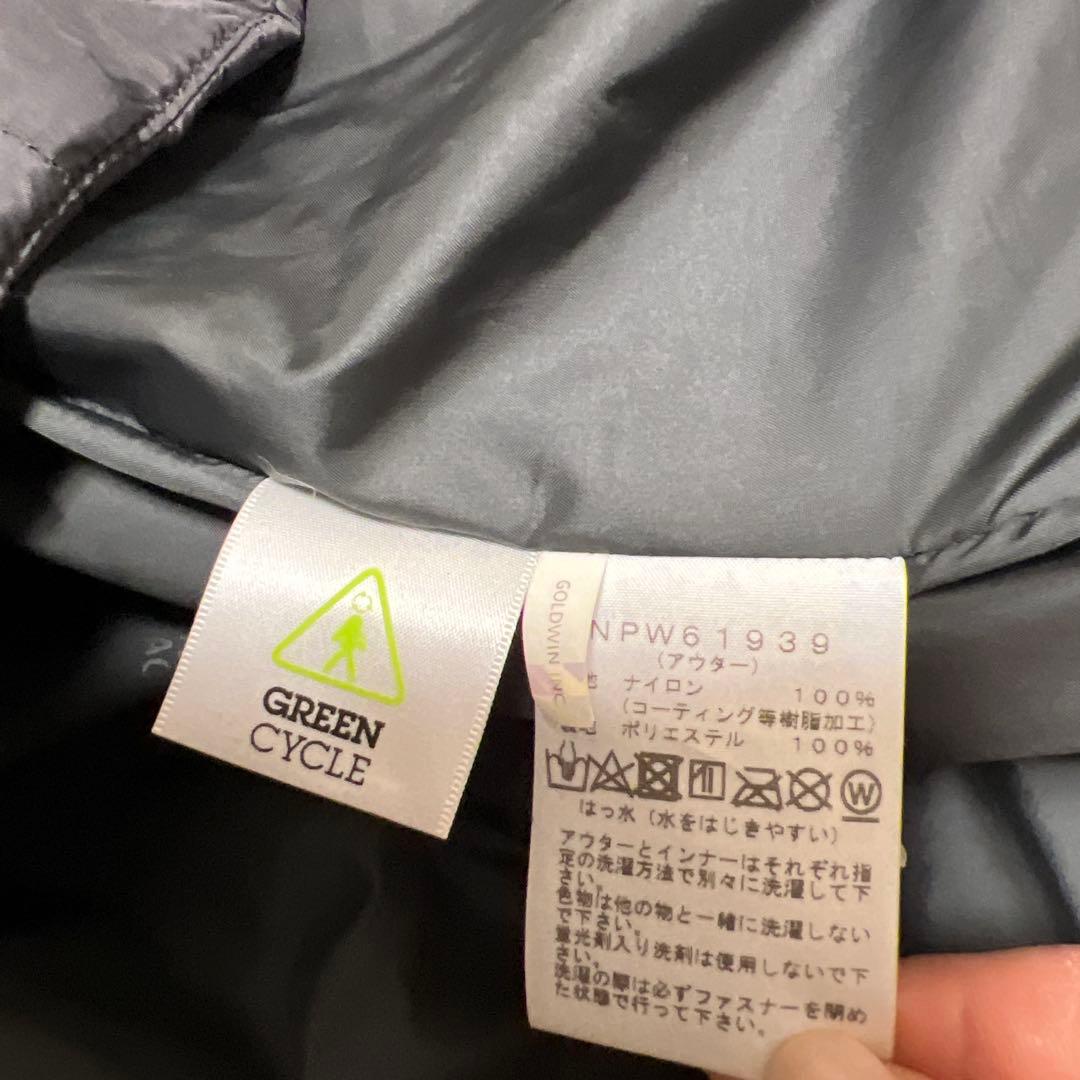 GREEN
CYCLE
GOLDWIN INC
NPW61939
(アウター)
地 ナイロン 100%
(コーティング等樹脂加工)
ポリエステル 100%
W
はっ水(水をはじきやすい)
アウターとインナーはそれぞれ指
定の洗濯方法で別々に洗濯して下
さい。
色物は他の物と一緒に洗濯しない
で下さい。
蛍光剤入り洗剤は使用しないで下
さい。
洗濯の際は必ずファスナーを閉め
た状態で行って下さい。